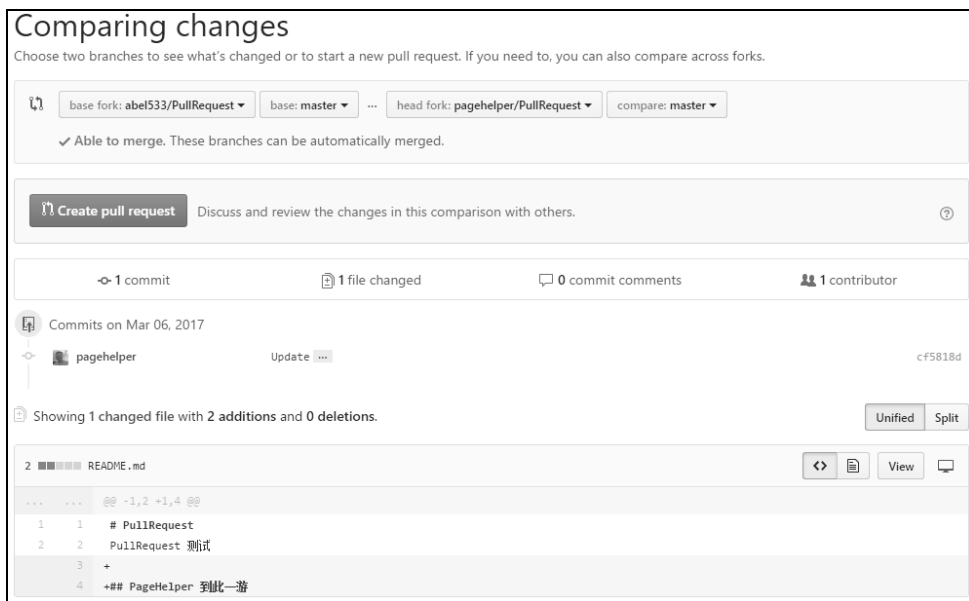 Comparing changes
Choose two branches to see what's changed or to start a new pull request. If you need to, you can also compare across forks.
base fork: abel533/PullRequest base: master ... head fork: pagehelper/PullRequest compare: master
Able to merge. These branches can be automatically merged.
Create pull request Discuss and review the changes in this comparison with others. ?
1 commit 1 file changed 0 commit comments 1 contributor
Commits on Mar 06, 2017
pagehelper Update ... cf5818d
Showing 1 changed file with 2 additions and 0 deletions. Unified Split
2 README.md <> View
... ... @@ -1,2 +1,4 @@
1 1 # PullRequest
2 2 PullRequest 测试
3 +
4 +## PageHelper 到此一游